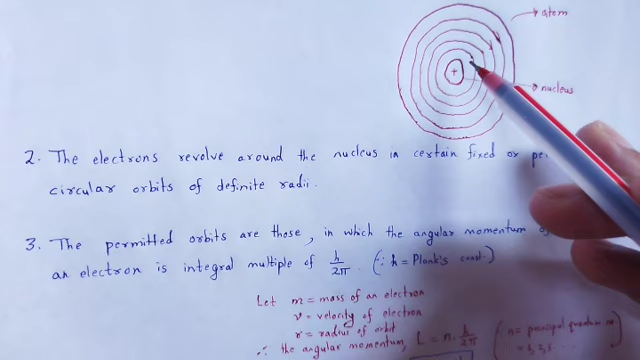 atom
+
nucleus
2. The electrons revolve around the nucleus in certain fixed or
circular orbits of definite radii.
3. The permitted orbits are those, in which the angular momentum
an electron is integral multiple of h/2π. (∵ h = Plank's const.)
Let m = mass of an electron
v = velocity of electron
r = radius of orbit
∴ the angular momentum, L = n. h/2π (n = principal quantum no